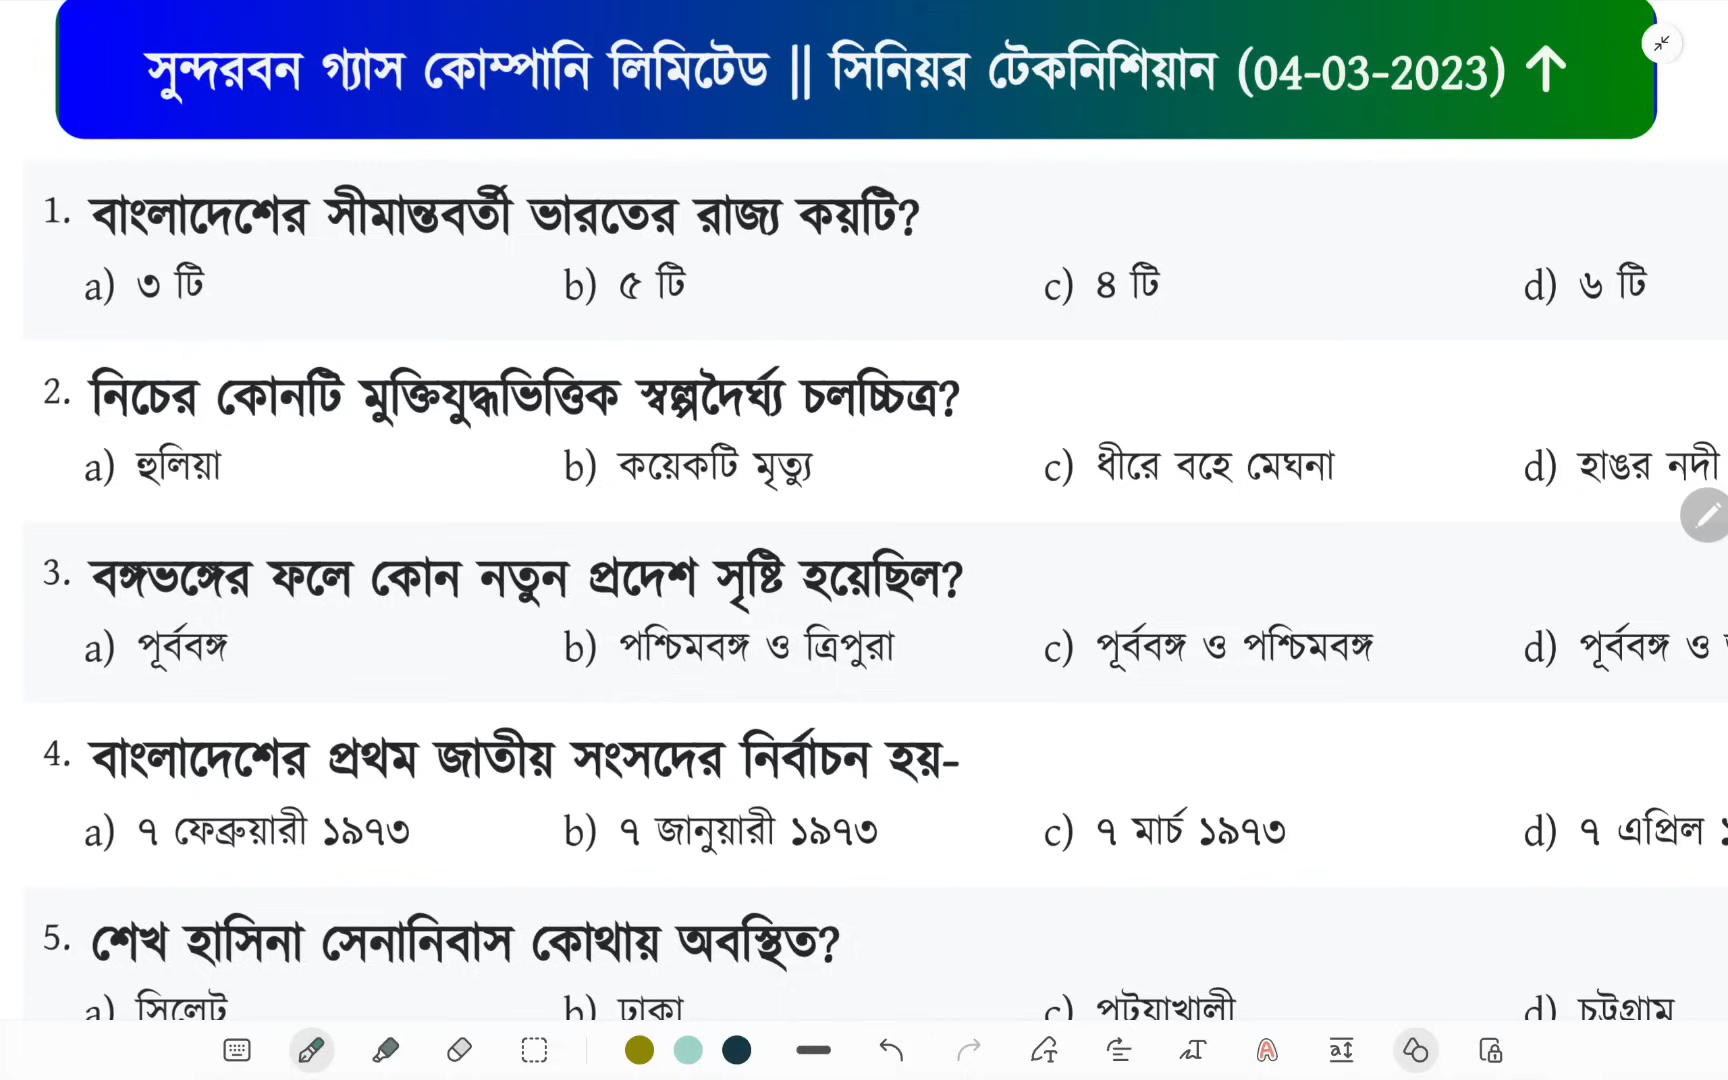 সুন্দরবন গ্যাস কোম্পানি লিমিটেড || সিনিয়র টেকনিশিয়ান (04-03-2023) ↑
1. বাংলাদেশের সীমান্তবর্তী ভারতের রাজ্য কয়টি?
a) ৩ টি b) ৫ টি c) ৪ টি d) ৬ টি
2. নিচের কোনটি মুক্তিযুদ্ধভিত্তিক স্বল্পদৈর্ঘ্য চলচ্চিত্র?
a) হুলিয়া b) কয়েকটি মৃত্যু c) ধীরে বহে মেঘনা d) হাঙর নদী
3. বঙ্গভঙ্গের ফলে কোন নতুন প্রদেশ সৃষ্টি হয়েছিল?
a) পূর্ববঙ্গ b) পশ্চিমবঙ্গ ও ত্রিপুরা c) পূর্ববঙ্গ ও পশ্চিমবঙ্গ d) পূর্ববঙ্গ ও
4. বাংলাদেশের প্রথম জাতীয় সংসদের নির্বাচন হয়-
a) ৭ ফেব্রুয়ারী ১৯৭৩ b) ৭ জানুয়ারী ১৯৭৩ c) ৭ মার্চ ১৯৭৩ d) ৭ এপ্রিল
5. শেখ হাসিনা সেনানিবাস কোথায় অবস্থিত?
a) সিলেট b) ঢাকা c) পটুয়াখালী d) চট্টগ্রাম